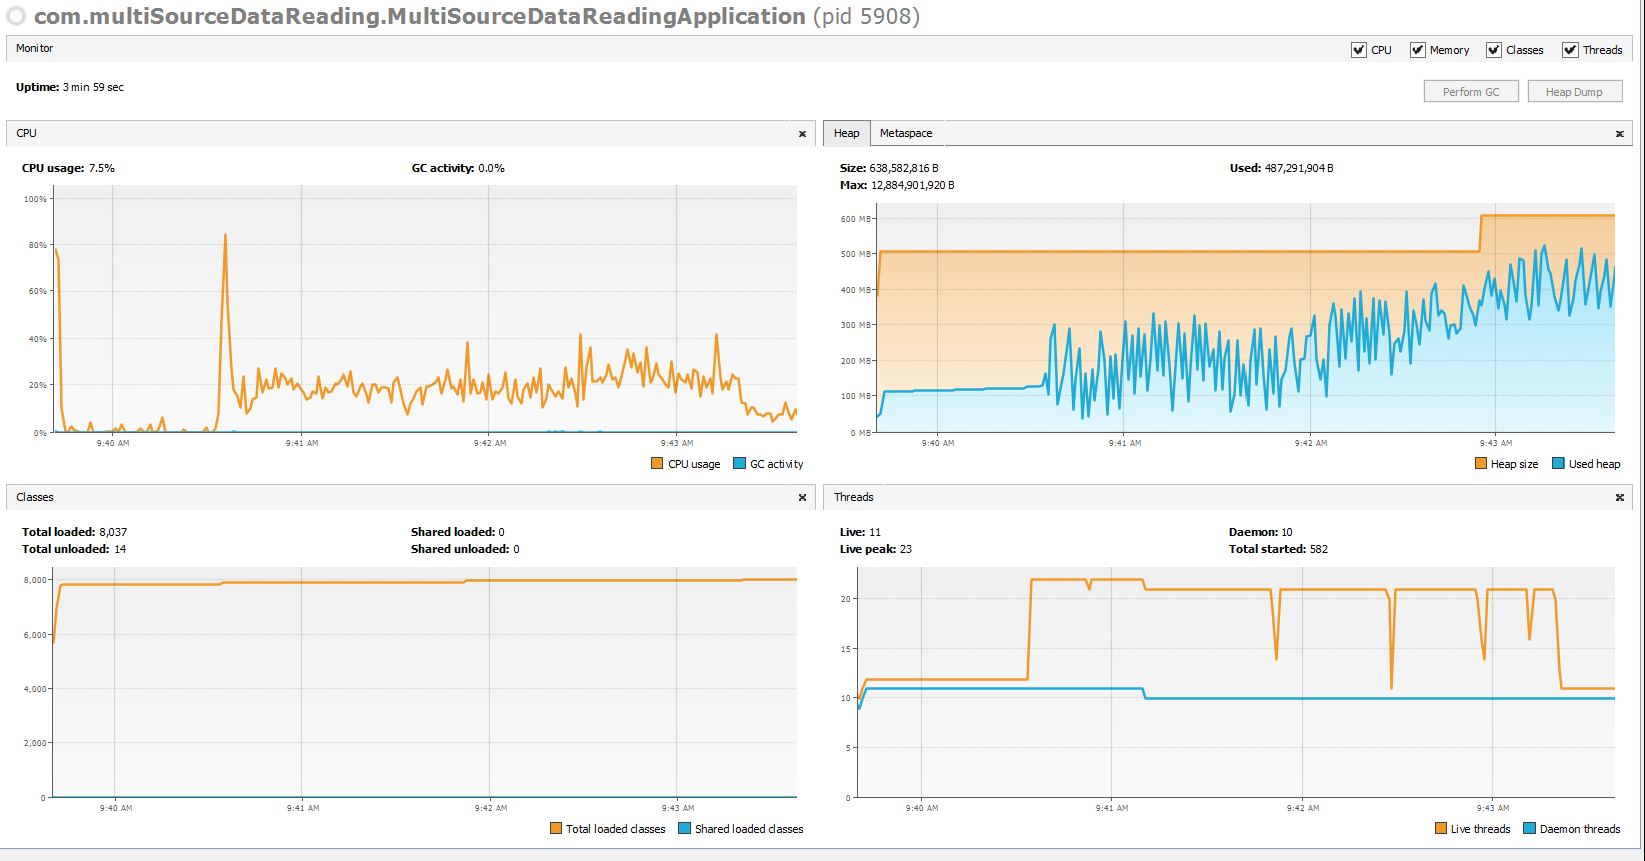 com.multiSourceDataReading.MultiSourceDataReadingApplication (pid 5908)
Monitor
CPU Memory Classes Threads
Uptime: 3 min 59 sec
Perform GC Heap Dump
CPU
CPU usage: 7.5% GC activity: 0.0%
100%
80%
60%
40%
20%
0%
9:40 AM 9:41 AM 9:42 AM 9:43 AM
CPU usage GC activity
Heap Metaspace
Size: 638,582,816 B Used: 487,291,904 B
Max: 12,884,901,920 B
600 MB
500 MB
400 MB
300 MB
200 MB
100 MB
0 MB
9:40 AM 9:41 AM 9:42 AM 9:43 AM
Heap size Used heap
Classes
Total loaded: 8,037 Shared loaded: 0
Total unloaded: 14 Shared unloaded: 0
8,000
6,000
4,000
2,000
0
9:40 AM 9:41 AM 9:42 AM 9:43 AM
Total loaded classes Shared loaded classes
Threads
Live: 11 Daemon: 10
Live peak: 23 Total started: 582
20
15
10
5
0
9:40 AM 9:41 AM 9:42 AM 9:43 AM
Live threads Daemon threads